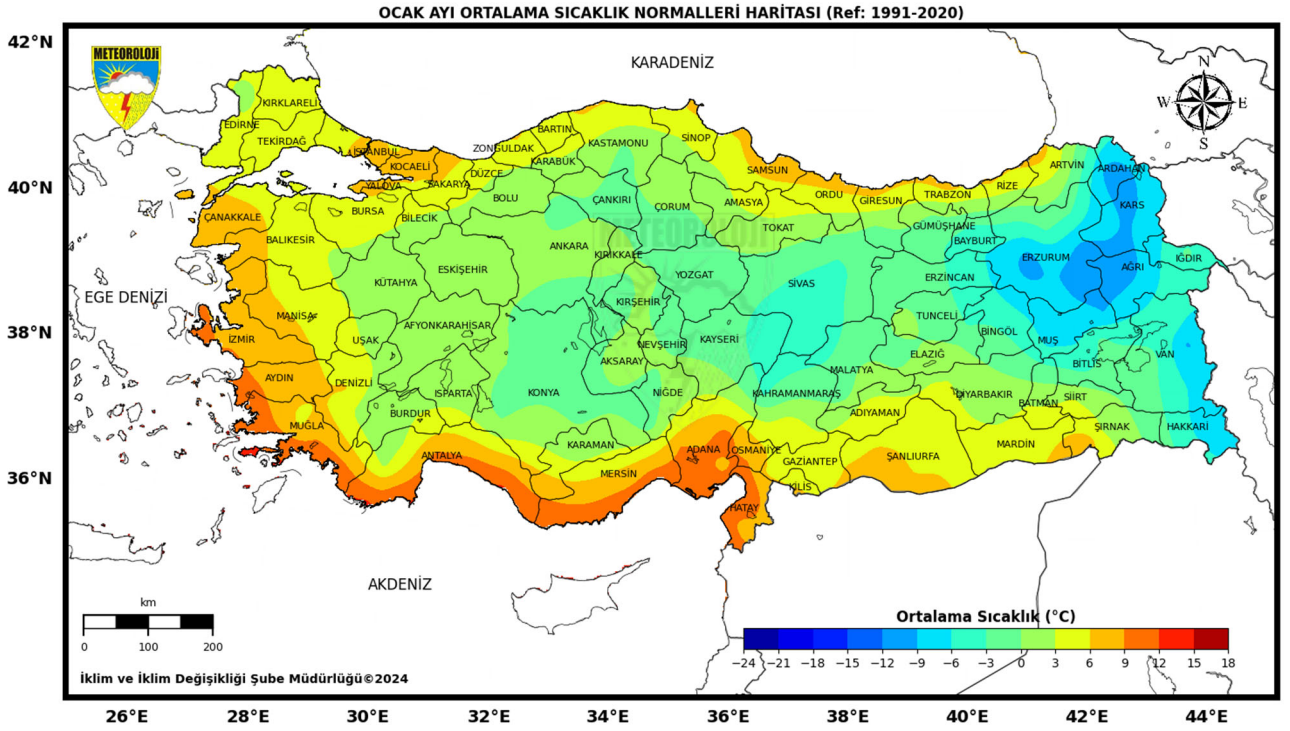 OCAK AYI ORTALAMA SICAKLIK NORMALLERİ HARİTASI (Ref: 1991-2020)
42°N
40°N
38°N
36°N
METEOROLOJİ
KARADENİZ
N
W E
S
EGE DENİZİ
AKDENİZ
KIRKLARELİ
EDİRNE
TEKİRDAĞ
İSTANBUL
KOCAELİ
YALOVA
SAKARYA
DÜZCE
ZONGULDAK
BARTIN
KARABÜK
KASTAMONU
SİNOP
SAMSUN
ORDU
GİRESUN
TRABZON
RİZE
ARTVİN
ARDAHAN
KARS
ÇANAKKALE
BALIKESİR
BURSA
BİLECİK
BOLU
ÇANKIRI
ÇORUM
AMASYA
TOKAT
GÜMÜŞHANE
BAYBURT
ERZURUM
AĞRI
IĞDIR
METEOROLOJİ
ANKARA
KIRIKKALE
YOZGAT
SİVAS
ERZİNCAN
ESKİŞEHİR
KÜTAHYA
MANİSA
İZMİR
UŞAK
AFYONKARAHİSAR
KIRŞEHİR
NEVŞEHİR
KAYSERİ
AKSARAY
TUNCELİ
BİNGÖL
MUŞ
BİTLİS
VAN
ELAZIĞ
MALATYA
AYDIN
DENİZLİ
ISPARTA
BURDUR
KONYA
NİĞDE
KAHRAMANMARAŞ
ADIYAMAN
DİYARBAKIR
BATMAN
SİİRT
ŞIRNAK
HAKKARİ
MUĞLA
ANTALYA
KARAMAN
MERSİN
ADANA
OSMANİYE
GAZİANTEP
KİLİS
ŞANLIURFA
MARDİN
HATAY
km
0 100 200
İklim ve İklim Değişikliği Şube Müdürlüğü©2024
Ortalama Sıcaklık (°C)
−24 −21 −18 −15 −12 −9 −6 −3 0 3 6 9 12 15 18
26°E 28°E 30°E 32°E 34°E 36°E 38°E 40°E 42°E 44°E